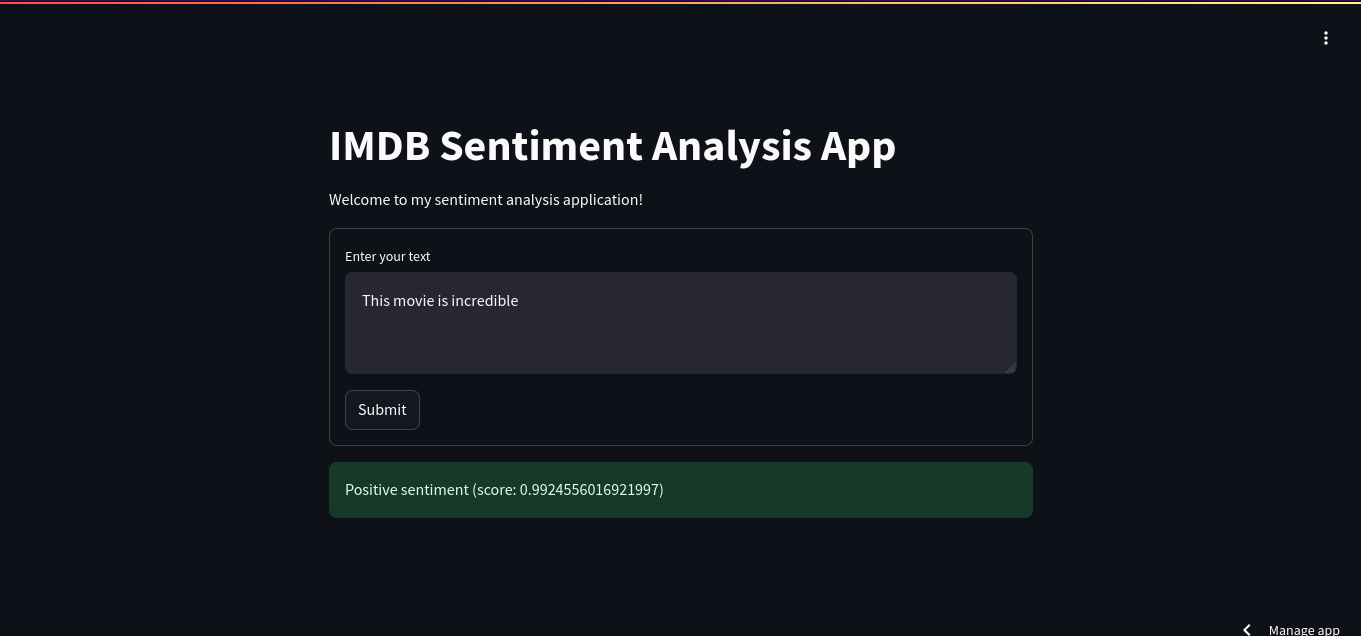 IMDB Sentiment Analysis App
Welcome to my sentiment analysis application!
Enter your text
This movie is incredible
Submit
Positive sentiment (score: 0.9924556016921997)
Manage app